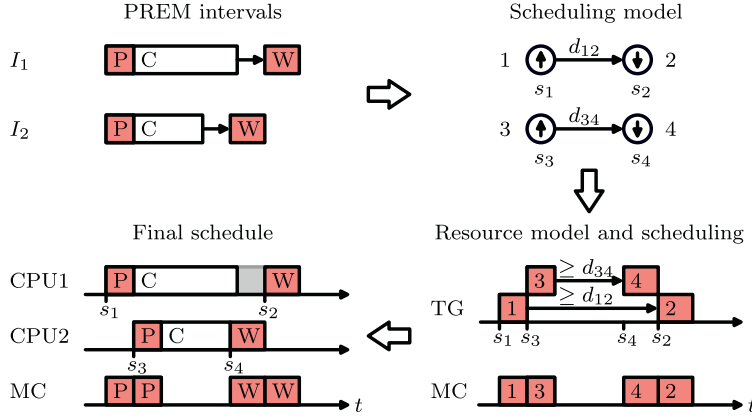 PREM intervals
I₁ P C W
I₂ P C W
Scheduling model
1 d₁₂ 2
s₁ s₂
3 d₃₄ 4
s₃ s₄
Resource model and scheduling
3 ≥ d₃₄ 4
TG 1 ≥ d₁₂ 2
s₁ s₃ s₄ s₂
MC 1 3 4 2
t
Final schedule
CPU1 P C W
s₁ s₂
CPU2 P C W
s₃ s₄
MC P P W W
t